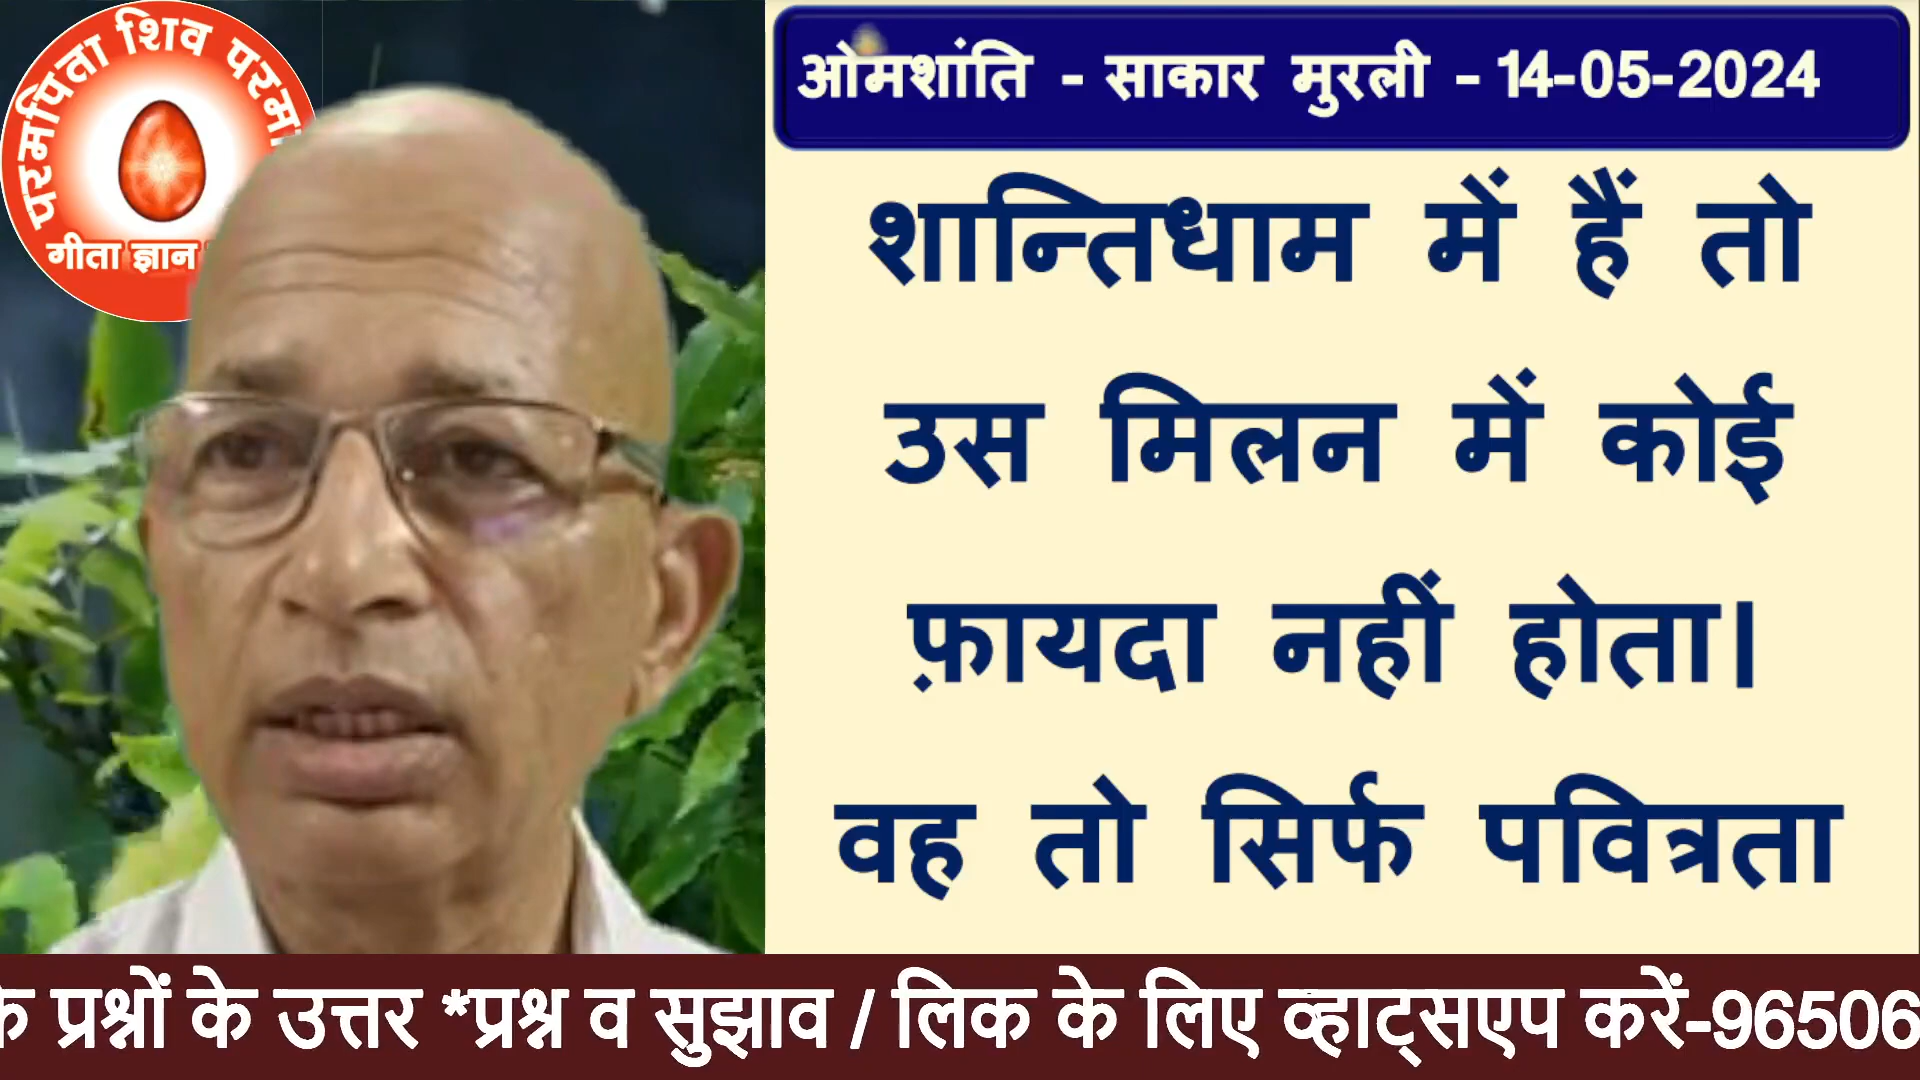 परमपिता शिव परम
गीता ज्ञान
ओमशांति - साकार मुरली - 14-05-2024
शान्तिधाम में हैं तो
उस मिलन में कोई
फ़ायदा नहीं होता।
वह तो सिर्फ पवित्रता
के प्रश्नों के उत्तर *प्रश्न व सुझाव / लिंक के लिए व्हाट्सएप करें-96506